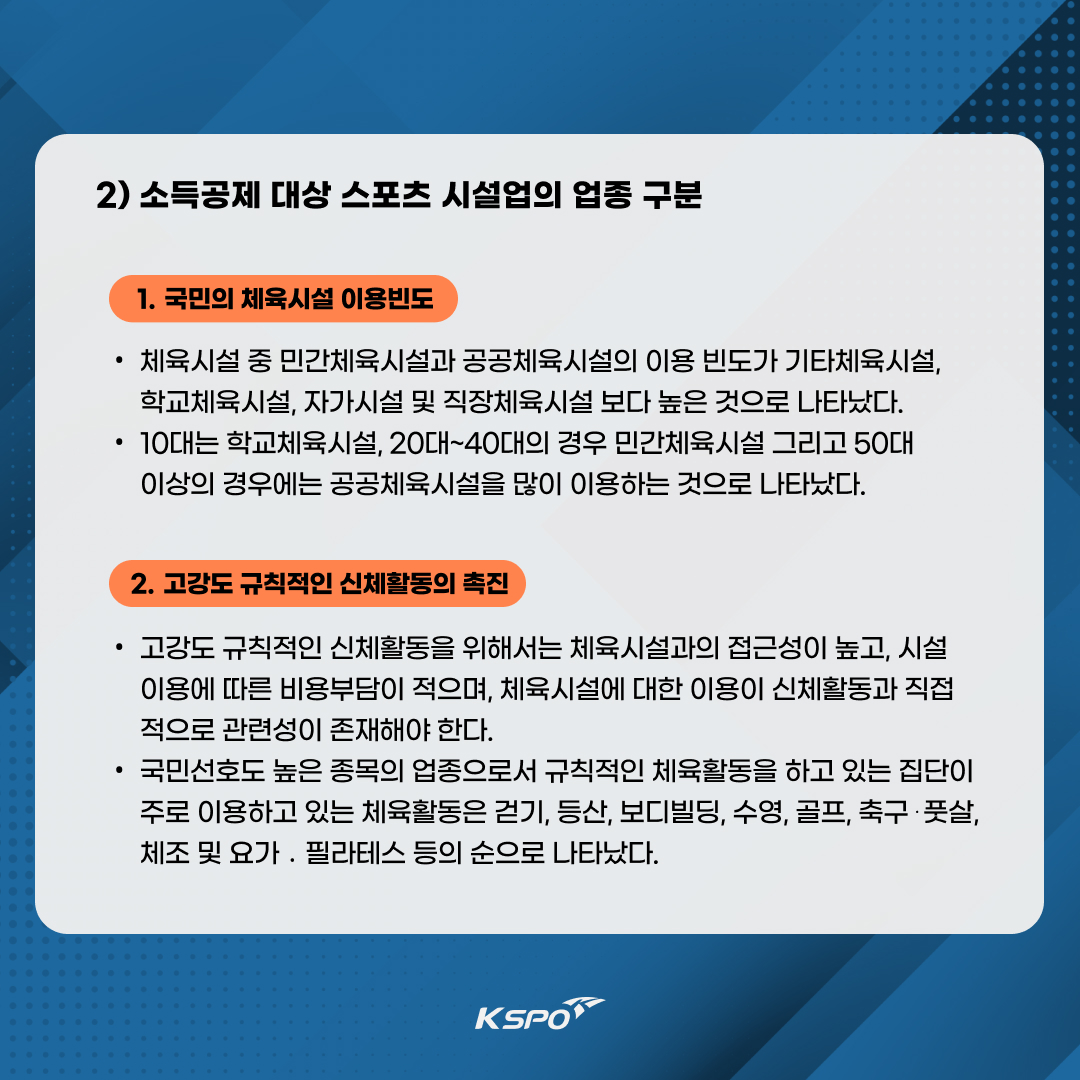 2) 소득공제 대상 스포츠 시설업의 업종 구분
1. 국민의 체육시설 이용빈도
• 체육시설 중 민간체육시설과 공공체육시설의 이용 빈도가 기타체육시설,
학교체육시설, 자가시설 및 직장체육시설 보다 높은 것으로 나타났다.
• 10대는 학교체육시설, 20대~40대의 경우 민간체육시설 그리고 50대
이상의 경우에는 공공체육시설을 많이 이용하는 것으로 나타났다.
2. 고강도 규칙적인 신체활동의 촉진
• 고강도 규칙적인 신체활동을 위해서는 체육시설과의 접근성이 높고, 시설
이용에 따른 비용부담이 적으며, 체육시설에 대한 이용이 신체활동과 직접
적으로 관련성이 존재해야 한다.
• 국민선호도 높은 종목의 업종으로서 규칙적인 체육활동을 하고 있는 집단이
주로 이용하고 있는 체육활동은 걷기, 등산, 보디빌딩, 수영, 골프, 축구·풋살,
체조 및 요가 . 필라테스 등의 순으로 나타났다.
KSPO